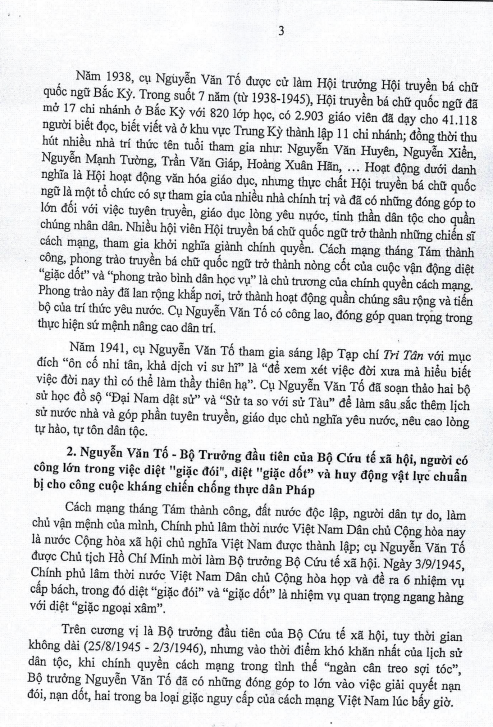 3
Năm 1938, cụ Nguyễn Văn Tố được cử làm Hội trưởng Hội truyền bá chữ
quốc ngữ Bắc Kỳ. Trong suốt 7 năm (từ 1938-1945), Hội truyền bá chữ quốc ngữ đã
mở 17 chi nhánh ở Bắc Kỳ với 820 lớp học, có 2.903 giáo viên đã dạy cho 41.118
người biết đọc, biết viết và ở khu vực Trung Kỳ thành lập 11 chi nhánh; đồng thời thu
hút nhiều nhà trí thức tên tuổi tham gia như: Nguyễn Văn Huyên, Nguyễn Xiển,
Nguyễn Mạnh Tường, Trần Văn Giáp, Hoàng Xuân Hãn, … Hoạt động dưới danh
nghĩa là Hội hoạt động văn hóa giáo dục, nhưng thực chất Hội truyền bá chữ quốc
ngữ là một tổ chức có sự tham gia của nhiều nhà chính trị và đã có những đóng góp to
lớn đối với việc tuyên truyền, giáo dục lòng yêu nước, tinh thần dân tộc cho quần
chúng nhân dân. Nhiều hội viên Hội truyền bá chữ quốc ngữ trở thành những chiến sĩ
cách mạng, tham gia khởi nghĩa giành chính quyền. Cách mạng tháng Tám thành
công, phong trào truyền bá chữ quốc ngữ trở thành nòng cốt của cuộc vận động diệt
“giặc dốt” và “phong trào bình dân học vụ” là chủ trương của chính quyền cách mạng.
Phong trào này đã lan rộng khắp nơi, trở thành hoạt động quần chúng sâu rộng và tiến
bộ của trí thức yêu nước. Cụ Nguyễn Văn Tố có công lao, đóng góp quan trọng trong
thực hiện sứ mệnh nâng cao dân trí.
Năm 1941, cụ Nguyễn Văn Tố tham gia sáng lập Tạp chí Tri Tân với mục
đích “ôn cố nhi tân, khả dịch vi sư hĩ” là “để xem xét việc đời xưa mà hiểu biết
việc đời nay thì có thể làm thầy thiên hạ”. Cụ Nguyễn Văn Tố đã soạn thảo hai bộ
sử học đồ sộ “Đại Nam dật sử” và “Sử ta so với sử Tàu” để làm sâu sắc thêm lịch
sử nước nhà và góp phần tuyên truyền, giáo dục chủ nghĩa yêu nước, nêu cao lòng
tự hào, tự tôn dân tộc.
2. Nguyễn Văn Tố - Bộ Trưởng đầu tiên của Bộ Cứu tế xã hội, người có
công lớn trong việc diệt "giặc đói", diệt "giặc dốt” và huy động vật lực chuẩn
bị cho công cuộc kháng chiến chống thực dân Pháp
Cách mạng tháng Tám thành công, đất nước độc lập, người dân tự do, làm
chủ vận mệnh của mình, Chính phủ lâm thời nước Việt Nam Dân chủ Cộng hòa nay
là nước Cộng hòa xã hội chủ nghĩa Việt Nam được thành lập; cụ Nguyễn Văn Tố
được Chủ tịch Hồ Chí Minh mời làm Bộ trưởng Bộ Cứu tế xã hội. Ngày 3/9/1945,
Chính phủ lâm thời nước Việt Nam Dân chủ Cộng hòa họp và đề ra 6 nhiệm vụ
cấp bách, trong đó diệt “giặc đói” và “giặc dốt” là nhiệm vụ quan trọng ngang hàng
với diệt “giặc ngoại xâm”.
Trên cương vị là Bộ trưởng đầu tiên của Bộ Cứu tế xã hội, tuy thời gian
không dài (25/8/1945 - 2/3/1946), nhưng vào thời điểm khó khăn nhất của lịch sử
dân tộc, khi chính quyền cách mạng trong tình thế “ngàn cân treo sợi tóc”,
Bộ trưởng Nguyễn Văn Tố đã có những đóng góp to lớn vào việc giải quyết nạn
đói, nạn dốt, hai trong ba loại giặc nguy cấp của cách mạng Việt Nam lúc bấy giờ.